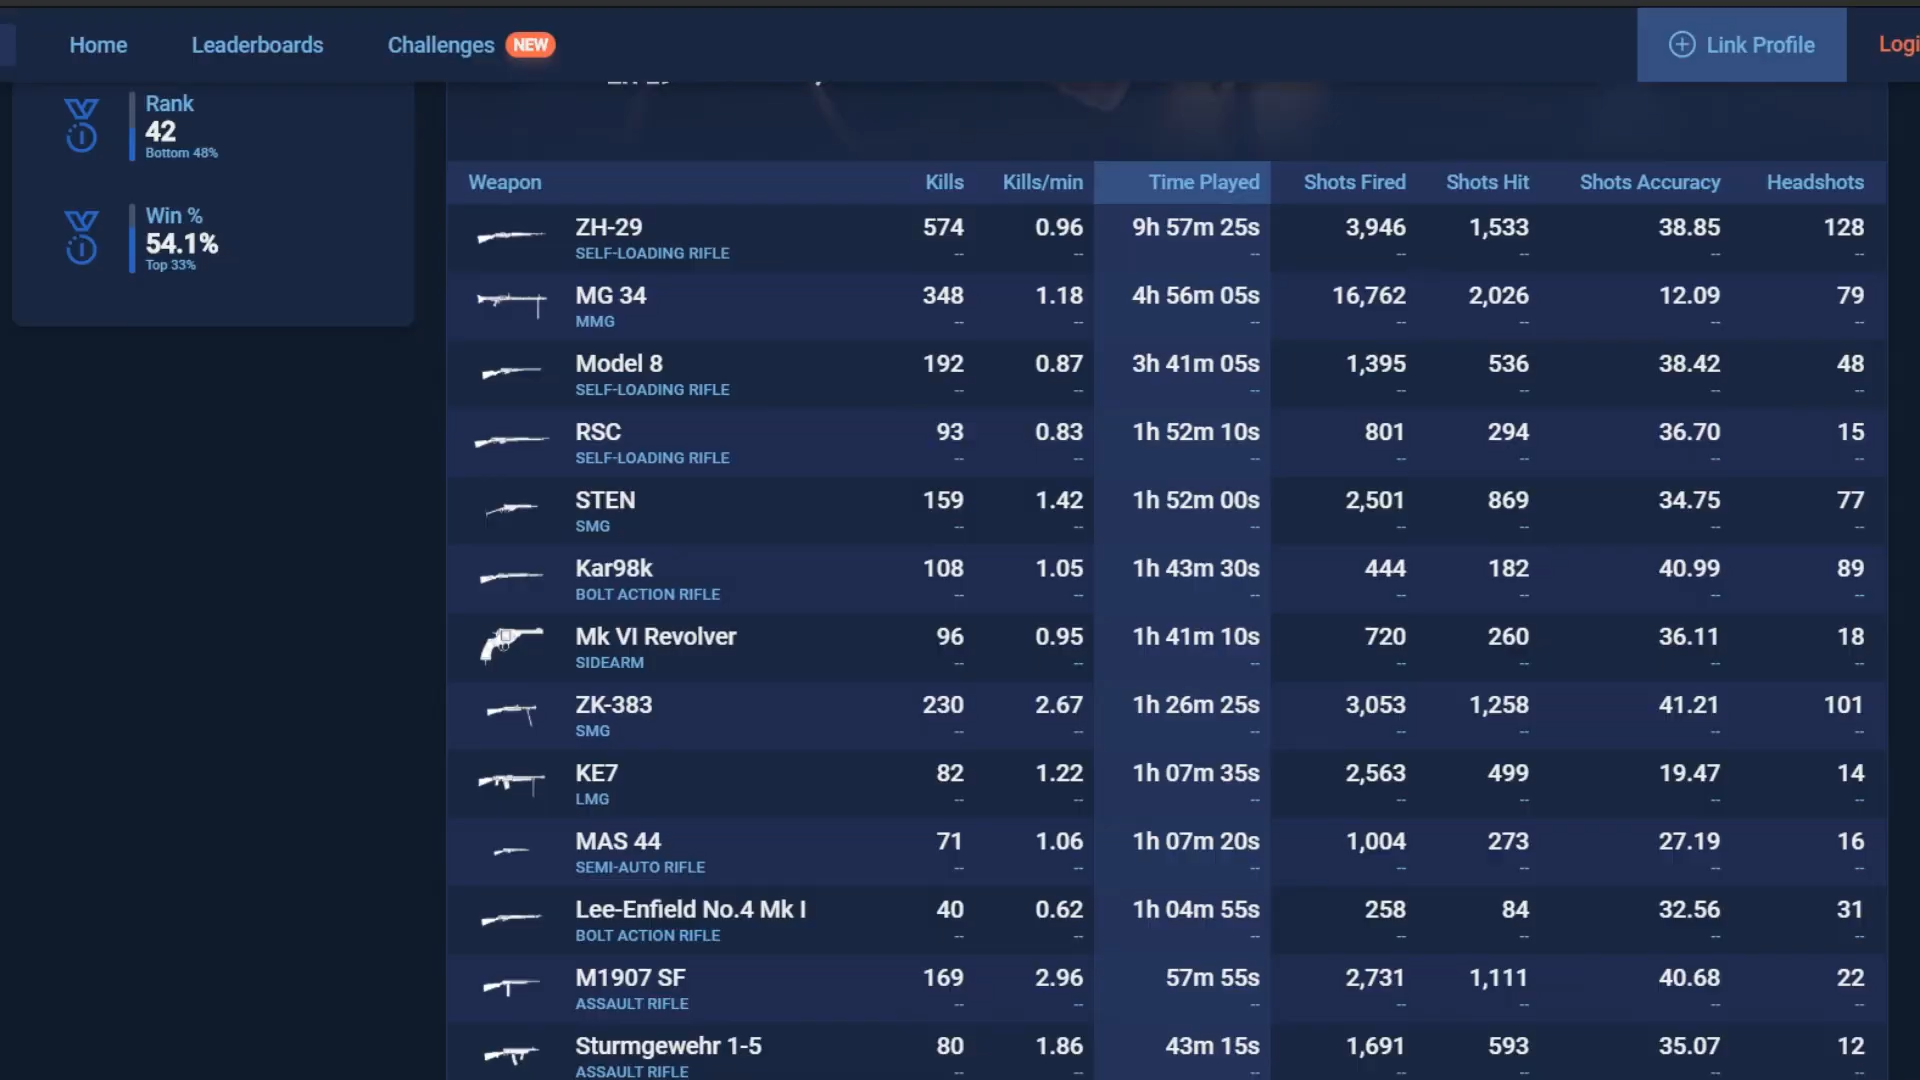 Home Leaderboards Challenges NEW Link Profile
Rank
42
Bottom 48%
Win %
54.1%
Top 33%
Weapon Kills Kills/min Time Played Shots Fired Shots Hit Shots Accuracy Headshots
ZH-29 574 0.96 9h 57m 25s 3,946 1,533 38.85 128
SELF-LOADING RIFLE -- -- -- -- -- -- --
MG 34 348 1.18 4h 56m 05s 16,762 2,026 12.09 79
MMG -- -- -- -- -- -- --
Model 8 192 0.87 3h 41m 05s 1,395 536 38.42 48
SELF-LOADING RIFLE -- -- -- -- -- -- --
RSC 93 0.83 1h 52m 10s 801 294 36.70 15
SELF-LOADING RIFLE -- -- -- -- -- -- --
STEN 159 1.42 1h 52m 00s 2,501 869 34.75 77
SMG -- -- -- -- -- -- --
Kar98k 108 1.05 1h 43m 30s 444 182 40.99 89
BOLT ACTION RIFLE -- -- -- -- -- -- --
Mk VI Revolver 96 0.95 1h 41m 10s 720 260 36.11 18
SIDEARM -- -- -- -- -- -- --
ZK-383 230 2.67 1h 26m 25s 3,053 1,258 41.21 101
SMG -- -- -- -- -- -- --
KE7 82 1.22 1h 07m 35s 2,563 499 19.47 14
LMG -- -- -- -- -- -- --
MAS 44 71 1.06 1h 07m 20s 1,004 273 27.19 16
SEMI-AUTO RIFLE -- -- -- -- -- -- --
Lee-Enfield No.4 Mk I 40 0.62 1h 04m 55s 258 84 32.56 31
BOLT ACTION RIFLE -- -- -- -- -- -- --
M1907 SF 169 2.96 57m 55s 2,731 1,111 40.68 22
ASSAULT RIFLE -- -- -- -- -- -- --
Sturmgewehr 1-5 80 1.86 43m 15s 1,691 593 35.07 12
ASSAULT RIFLE -- -- -- -- -- -- --